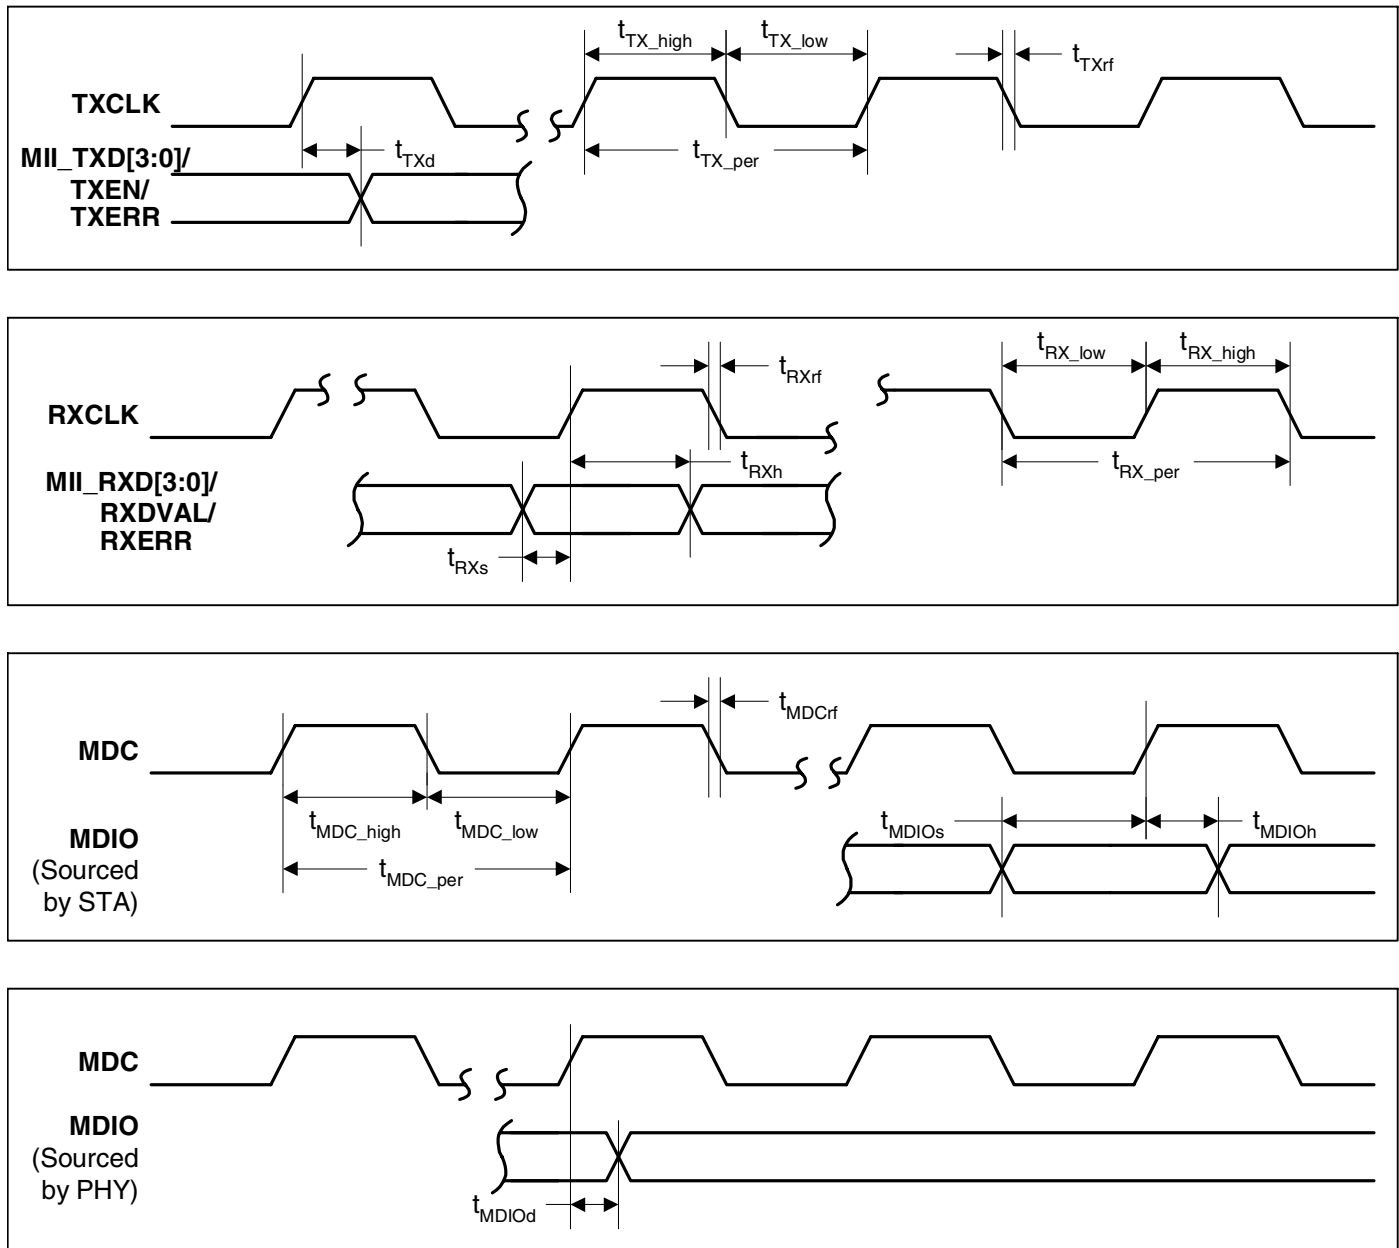 t_TX_high
t_TX_low
t_TXrf
TXCLK
t_TXd
t_TX_per
MII_TXD[3:0]/
TXEN/
TXERR
t_RX_low
t_RX_high
t_RXrf
RXCLK
t_RXh
t_RX_per
MII_RXD[3:0]/
RXDVAL/
RXERR
t_RXs
t_MDCrf
MDC
t_MDC_high
t_MDC_low
t_MDIOs
t_MDIOh
MDIO
(Sourced
by STA)
t_MDC_per
MDC
MDIO
(Sourced
by PHY)
t_MDIOd